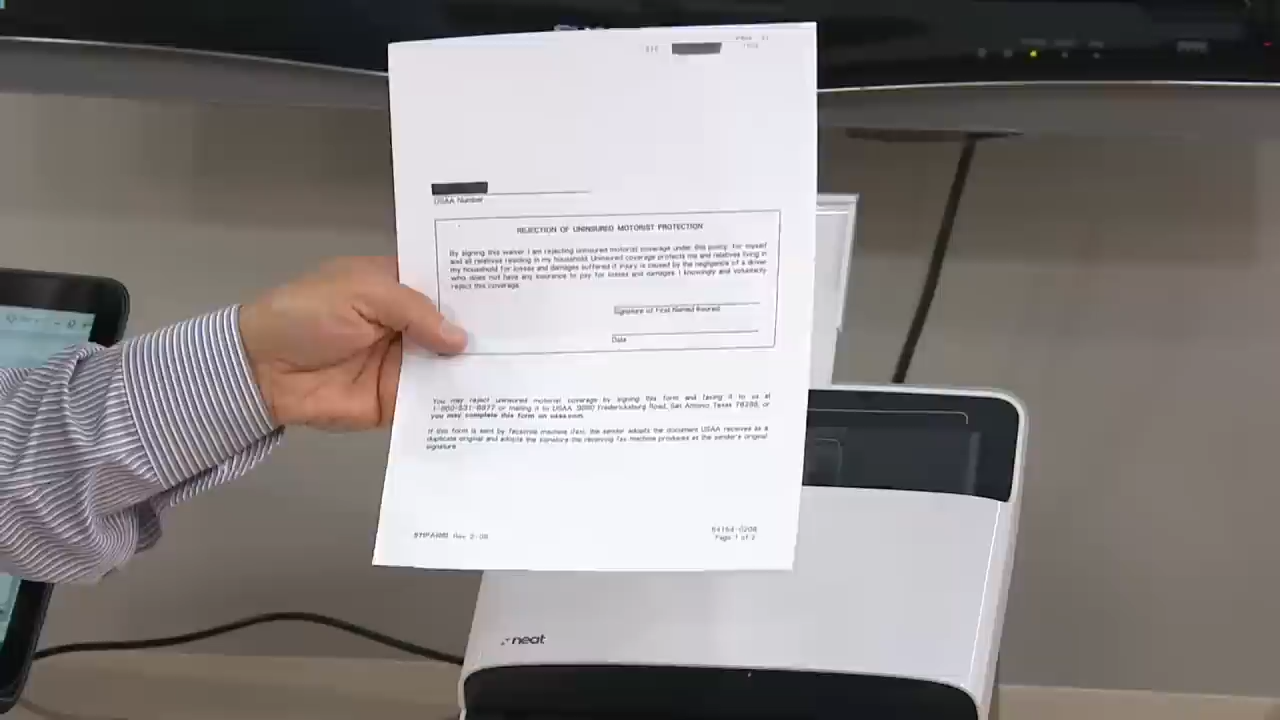 USAA Number
REJECTION OF UNINSURED MOTORIST PROTECTION
By signing this waiver I am rejecting uninsured motorist coverage under this policy for myself
and all relatives residing in my household. Uninsured coverage protects me and relatives living in
my household for losses and damages suffered if injury is caused by the negligence of a driver
who does not have any insurance to pay for losses and damages. I knowingly and voluntarily
reject this coverage.
Signature of First Named Insured
Date
You may reject uninsured motorist coverage by signing this form and faxing it to us at
1-800-531-8877 or mailing it to USAA, 9800 Fredericksburg Road, San Antonio Texas 78288, or
you may complete this form on usaa.com.
If this form is sent by facsimile machine (fax), the sender adopts the document USAA receives as a
duplicate original and adopts the signature the receiving fax machine produces as the sender's original
signature.
Rev. 2-08
64164-0208
Page 1 of 2
neat